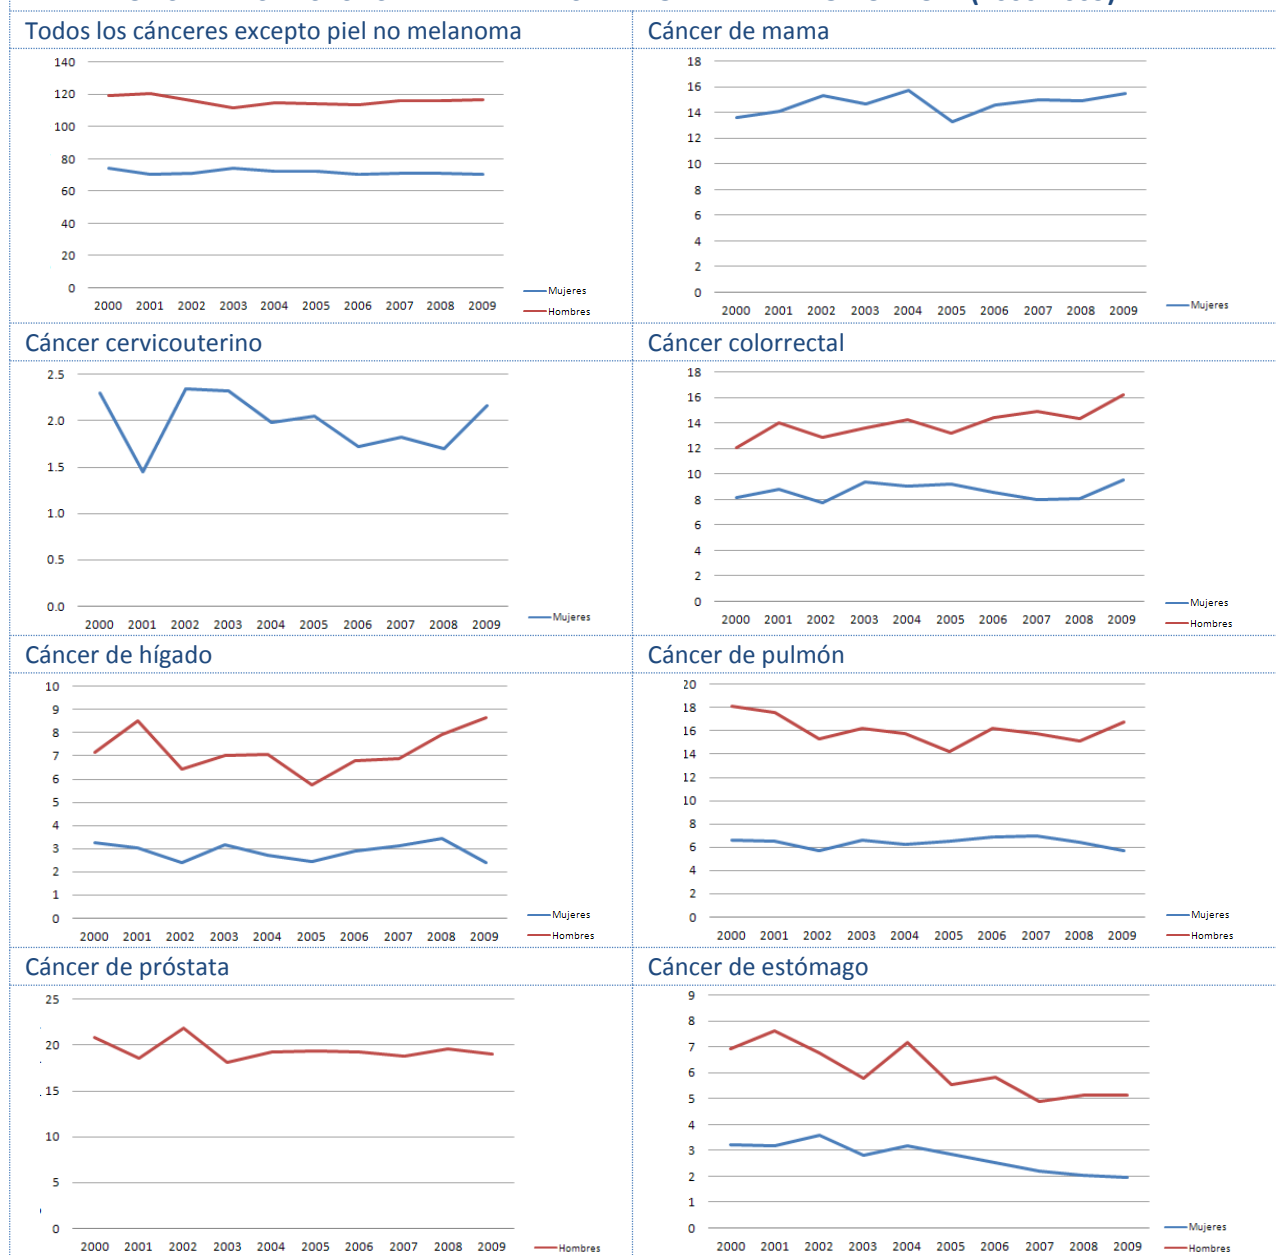 Todos los cánceres excepto piel no melanoma
140
120
100
80
60
40
20
0
2000 2001 2002 2003 2004 2005 2006 2007 2008 2009
Mujeres
Hombres
Cáncer de mama
18
16
14
12
10
8
6
4
2
0
2000 2001 2002 2003 2004 2005 2006 2007 2008 2009
Mujeres
Cáncer cervicouterino
2.5
2.0
1.5
1.0
0.5
0.0
2000 2001 2002 2003 2004 2005 2006 2007 2008 2009
Mujeres
Cáncer colorrectal
18
16
14
12
10
8
6
4
2
0
2000 2001 2002 2003 2004 2005 2006 2007 2008 2009
Mujeres
Hombres
Cáncer de hígado
10
9
8
7
6
5
4
3
2
1
0
2000 2001 2002 2003 2004 2005 2006 2007 2008 2009
Mujeres
Hombres
Cáncer de pulmón
20
18
16
14
12
10
8
6
4
2
0
2000 2001 2002 2003 2004 2005 2006 2007 2008 2009
Mujeres
Hombres
Cáncer de próstata
25
20
15
10
5
0
2000 2001 2002 2003 2004 2005 2006 2007 2008 2009
Hombres
Cáncer de estómago
9
8
7
6
5
4
3
2
1
0
2000 2001 2002 2003 2004 2005 2006 2007 2008 2009
Mujeres
Hombres